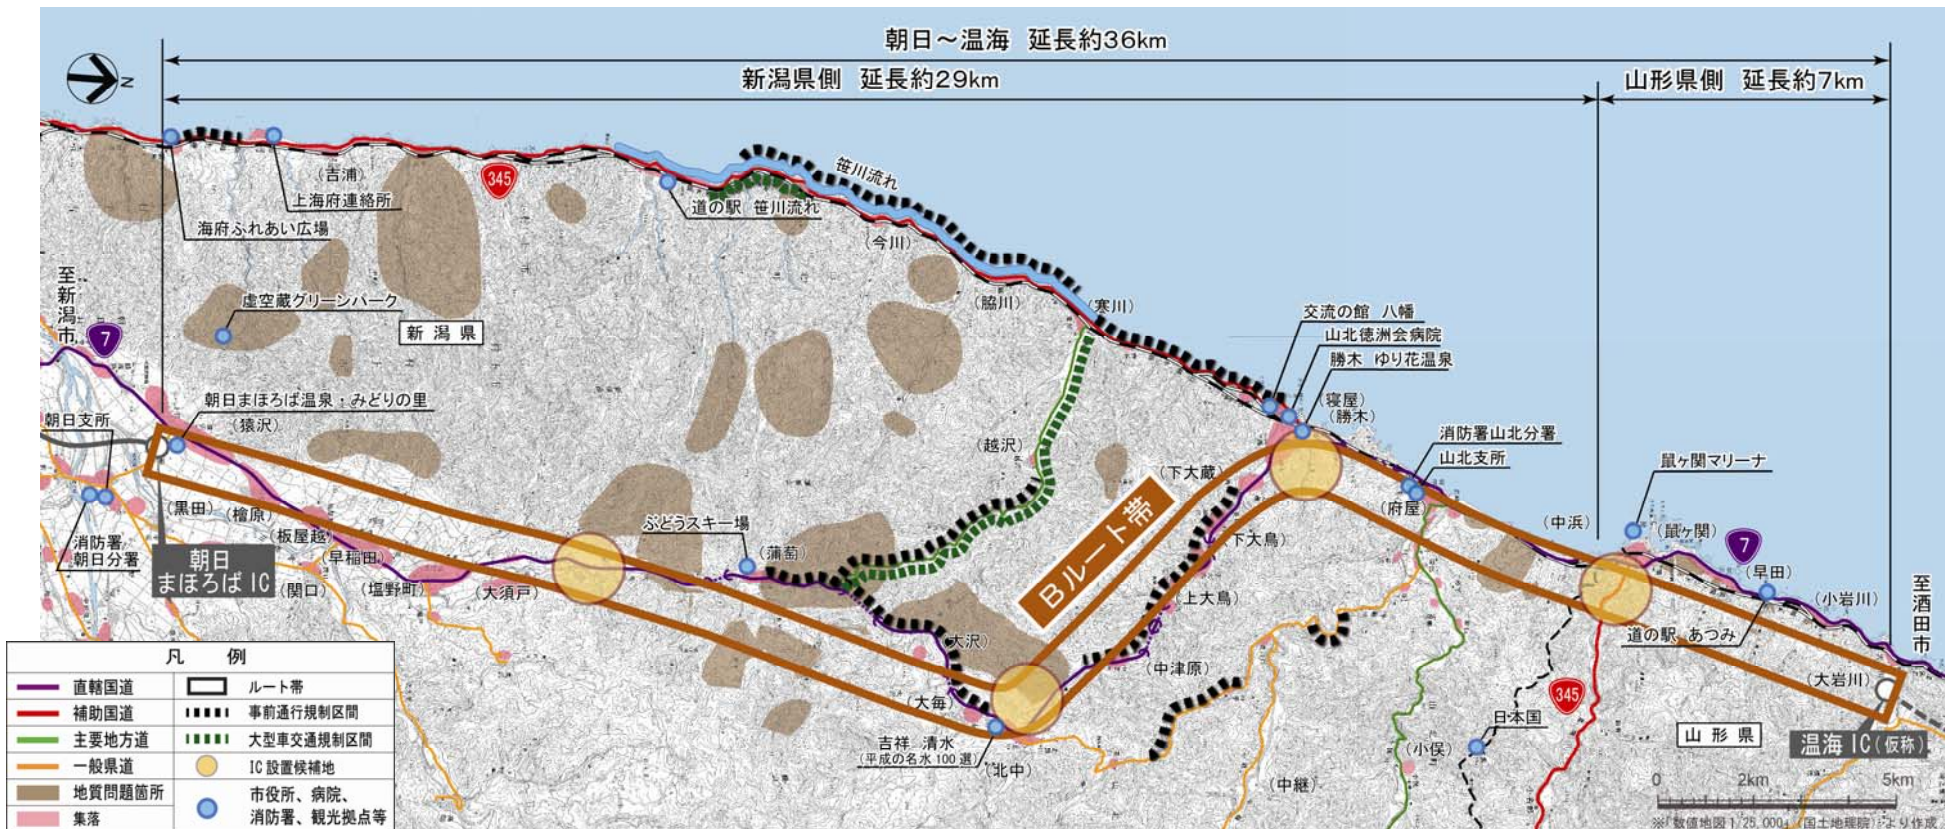 朝日～温海 延長約36km
新潟県側 延長約29km
山形県側 延長約7km
N
(吉浦)
345
上海府連絡所
海府ふれあい広場
道の駅 笹川流れ
笹川流れ
(今川)
(脇川)
(寒川)
至新潟市
7
虚空蔵グリーンパーク
新潟県
交流の館 八幡
山北徳洲会病院
勝木 ゆり花温泉
(寝屋)
(勝木)
朝日支所
朝日まほろば温泉・みどりの里
(猿沢)
(越沢)
(下大蔵)
消防署山北分署
山北支所
鼠ヶ関マリーナ
(黒田)
(檜原)
(板屋越)
(早稲田)
(塩野町)
(大須戸)
(関口)
ぶどうスキー場
(蒲萄)
Bルート帯
(下大鳥)
(上大鳥)
(府屋)
(中浜)
(鼠ヶ関)
7
(早田)
(小岩川)
至酒田市
消防署
朝日分署
朝日
まほろばIC
(大沢)
(中津原)
(大毎)
道の駅 あつみ
(大岩川)
345
吉祥 清水
(平成の名水100選)
(北中)
(中継)
(小俣)
日本国
山形県
温海IC(仮称)
凡 例
直轄国道
ルート帯
補助国道
事前通行規制区間
主要地方道
大型車交通規制区間
一般県道
IC設置候補地
地質問題箇所
集落
市役所、病院、
消防署、観光拠点等
0 2km 5km
※「数値地図1/25,000」(国土地理院)より作成